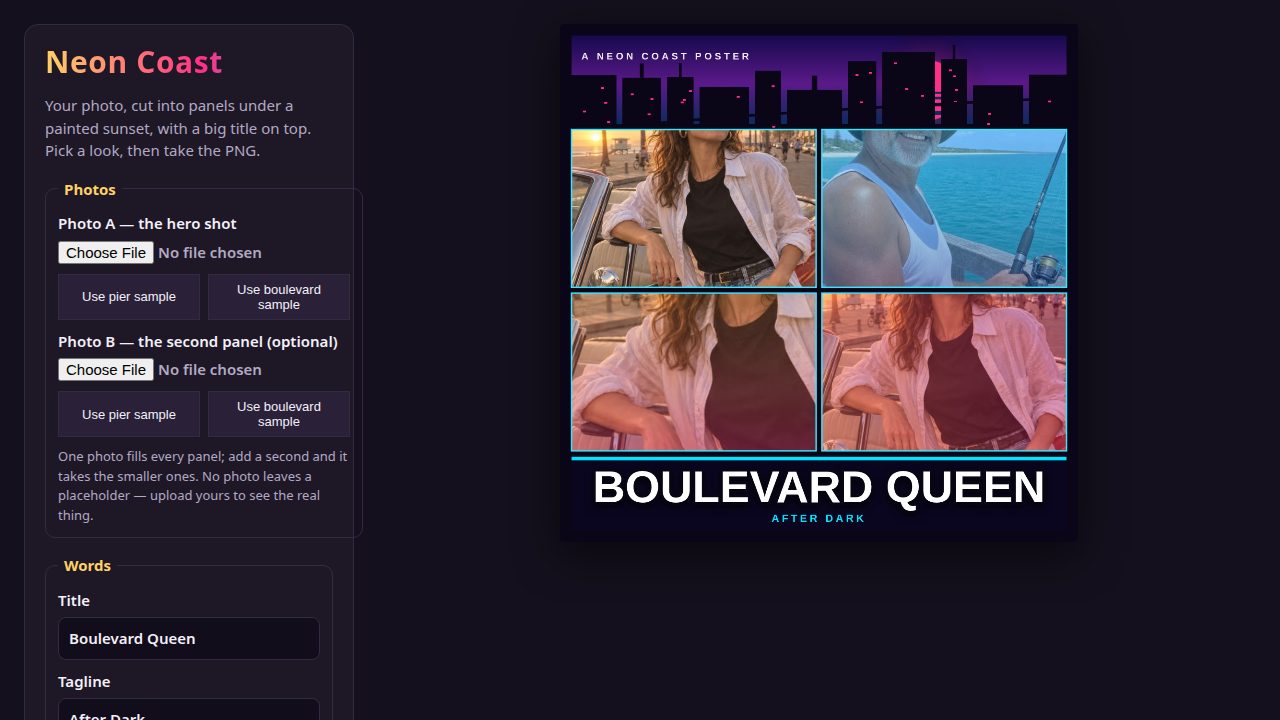 Neon Coast
Your photo, cut into panels under a
painted sunset, with a big title on top.
Pick a look, then take the PNG.
Photos
Photo A — the hero shot
Choose File No file chosen
Use pier sample
Use boulevard
sample
Photo B — the second panel (optional)
Choose File No file chosen
Use pier sample
Use boulevard
sample
One photo fills every panel; add a second and it
takes the smaller ones. No photo leaves a
placeholder — upload yours to see the real
thing.
Words
Title
Boulevard Queen
Tagline
After Dark
A NEON COAST POSTER
BOULEVARD QUEEN
AFTER DARK